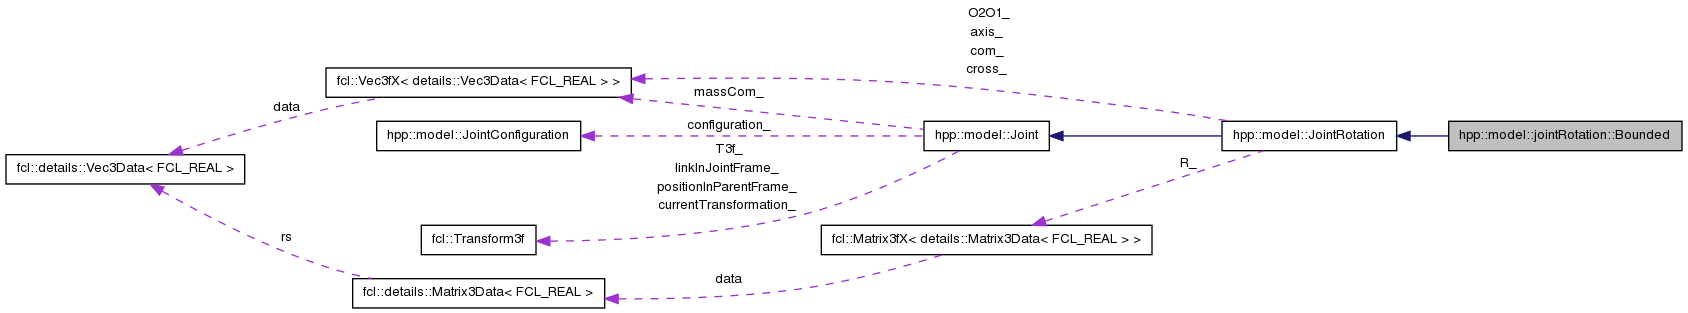 O2O1_
axis_
com_
cross_
fcl::Vec3fX< details::Vec3Data< FCL_REAL > >
massCom_
data
hpp::model::JointConfiguration
configuration_
hpp::model::Joint
hpp::model::JointRotation
hpp::model::jointRotation::Bounded
T3f_
linkInJointFrame_
positionInParentFrame_
currentTransformation_
R_
fcl::details::Vec3Data< FCL_REAL >
rs
fcl::Transform3f
fcl::Matrix3fX< details::Matrix3Data< FCL_REAL > >
data
fcl::details::Matrix3Data< FCL_REAL >